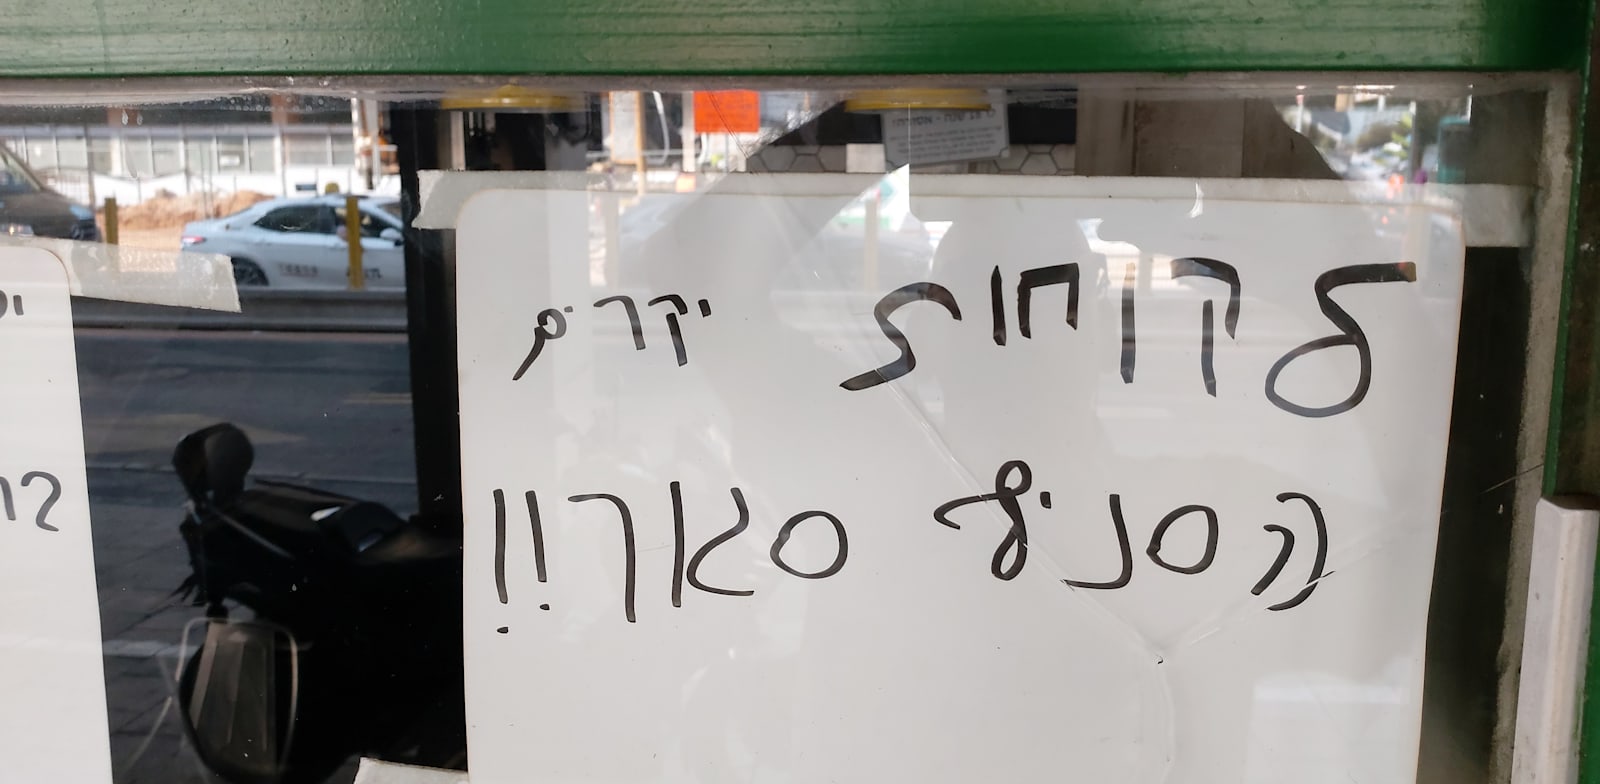 לקוחות יקרים
הסניף סגור!!